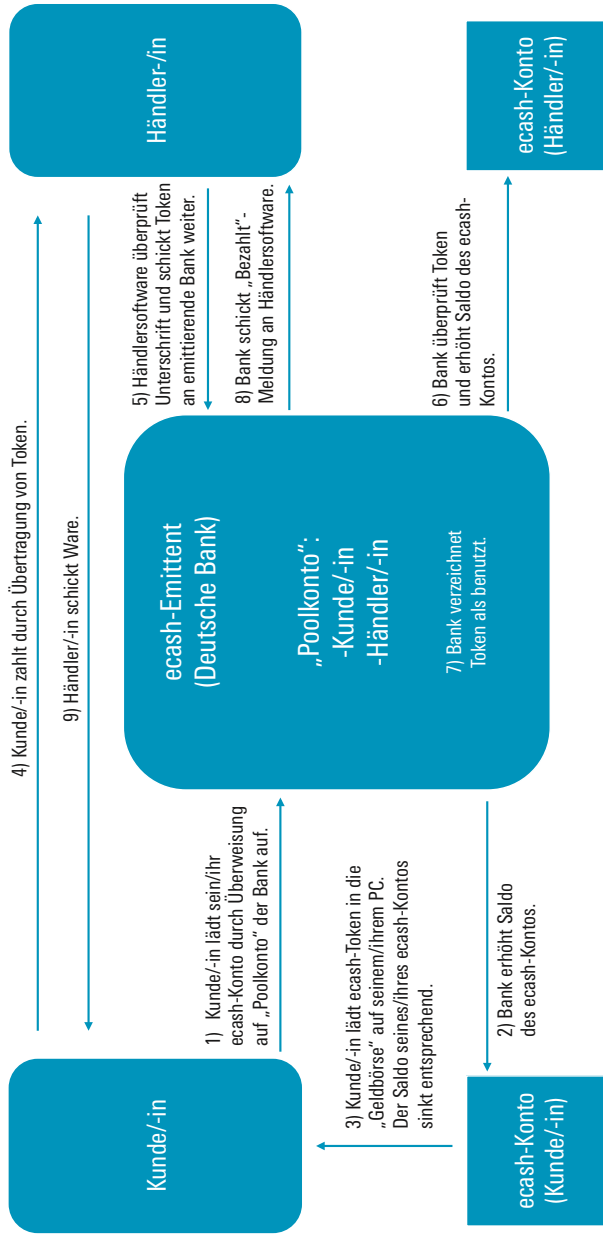 4) Kunde/-in zahlt durch Übertragung von Token.
9) Händler/-in schickt Ware.
Kunde/-in
1) Kunde/-in lädt sein/ihr
ecash-Konto durch Überweisung
auf „Poolkonto“ der Bank auf.
ecash-Emittent
(Deutsche Bank)
„Poolkonto“:
-Kunde/-in
-Händler/-in
7) Bank verzeichnet
Token als benutzt.
5) Händlersoftware überprüft
Unterschrift und schickt Token
an emittierende Bank weiter.
8) Bank schickt „Bezahlt“-
Meldung an Händlersoftware.
Händler-/in
3) Kunde/-in lädt ecash-Token in die
„Geldbörse“ auf seinem/ihrem PC.
Der Saldo seines/ihres ecash-Kontos
sinkt entsprechend.
2) Bank erhöht Saldo
des ecash-Kontos.
6) Bank überprüft Token
und erhöht Saldo des ecash-
Kontos.
ecash-Konto
(Kunde/-in)
ecash-Konto
(Händler/-in)